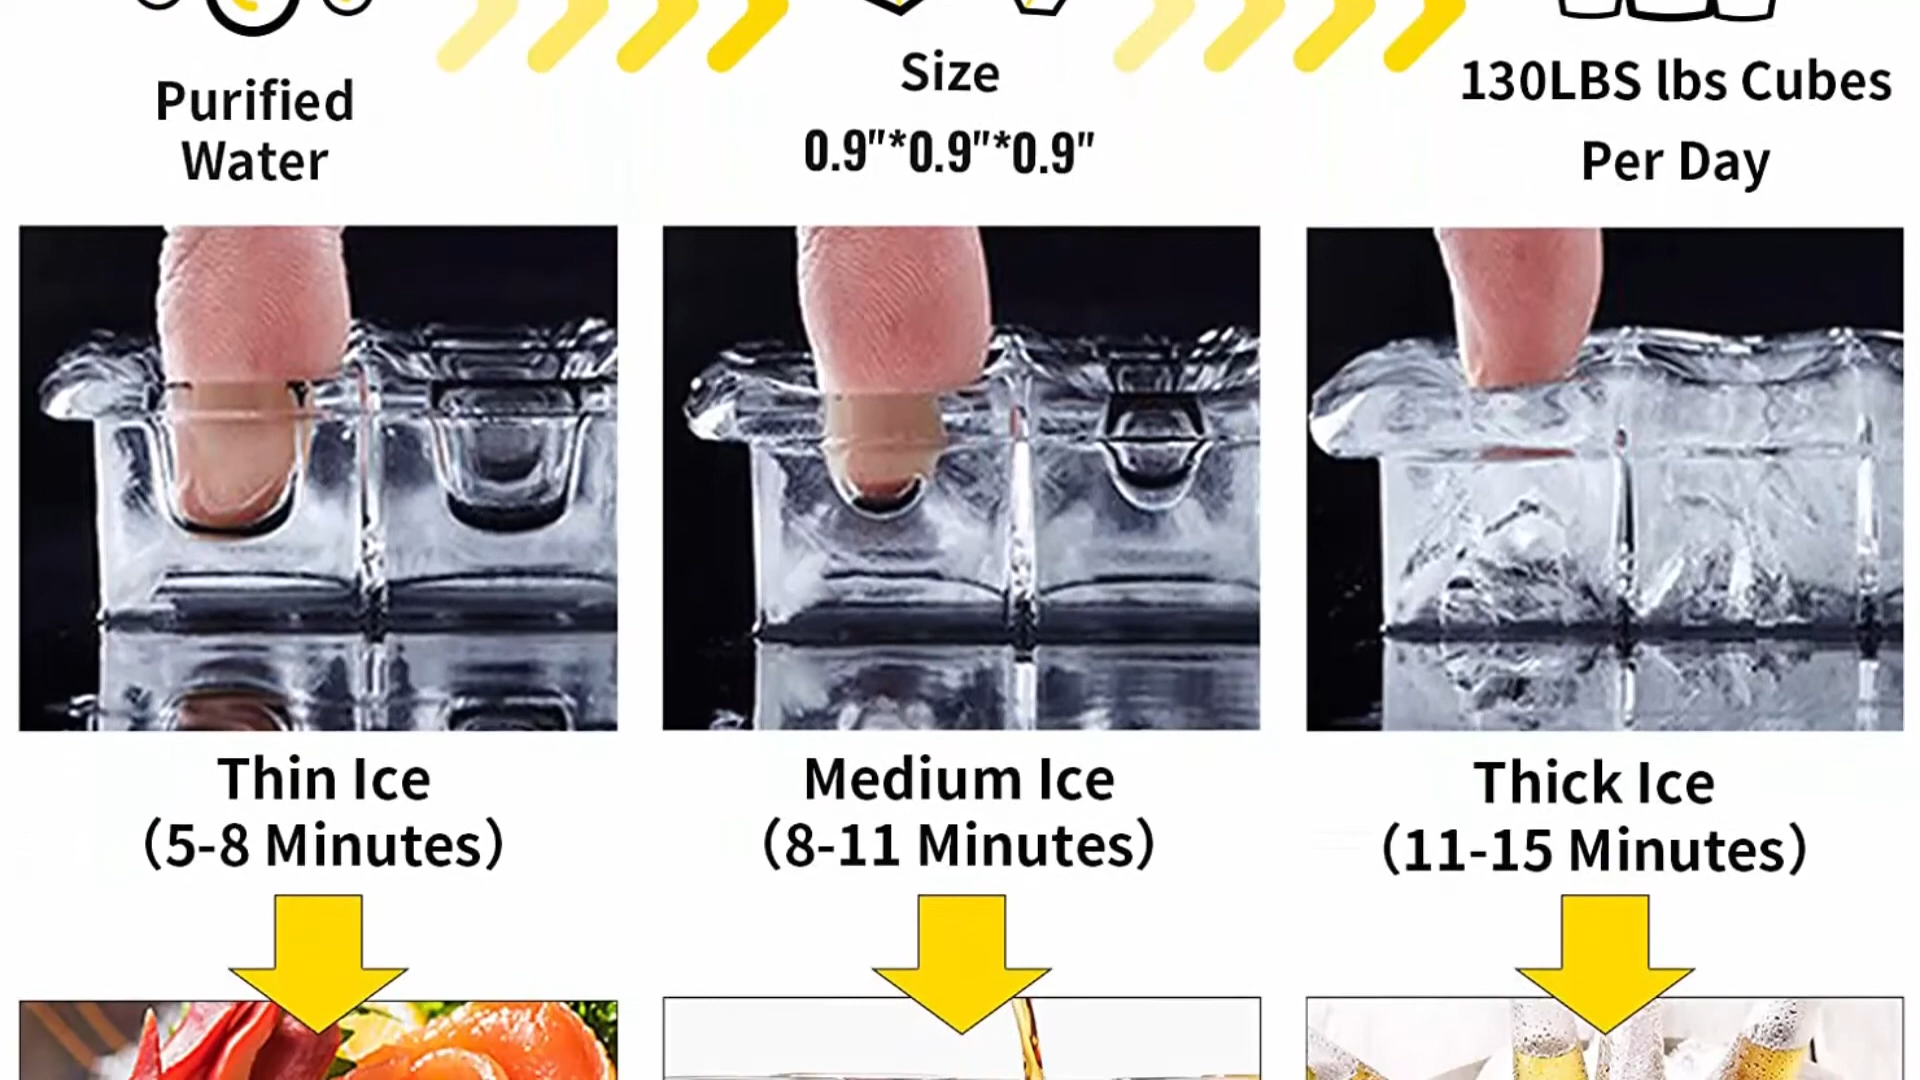 Purified
Water
Size
0.9"*0.9"*0.9"
130LBS lbs Cubes
Per Day
Thin Ice
（5-8 Minutes）
Medium Ice
（8-11 Minutes）
Thick Ice
（11-15 Minutes）